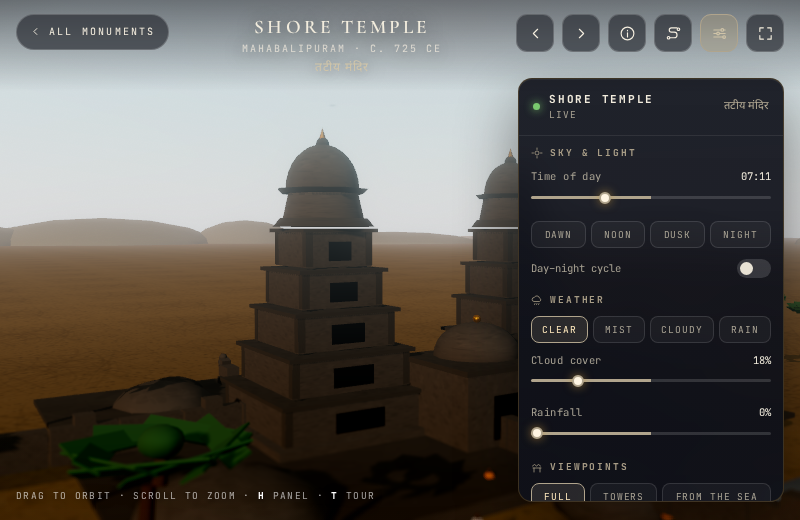 ALL MONUMENTS
SHORE TEMPLE
MAHABALIPURAM · C. 725 CE
तटीय मंदिर
SHORE TEMPLE
LIVE
तटीय मंदिर
SKY & LIGHT
Time of day 07:11
DAWN NOON DUSK NIGHT
Day-night cycle
WEATHER
CLEAR MIST CLOUDY RAIN
Cloud cover 18%
Rainfall 0%
VIEWPOINTS
FULL TOWERS FROM THE SEA
DRAG TO ORBIT · SCROLL TO ZOOM · H PANEL · T TOUR